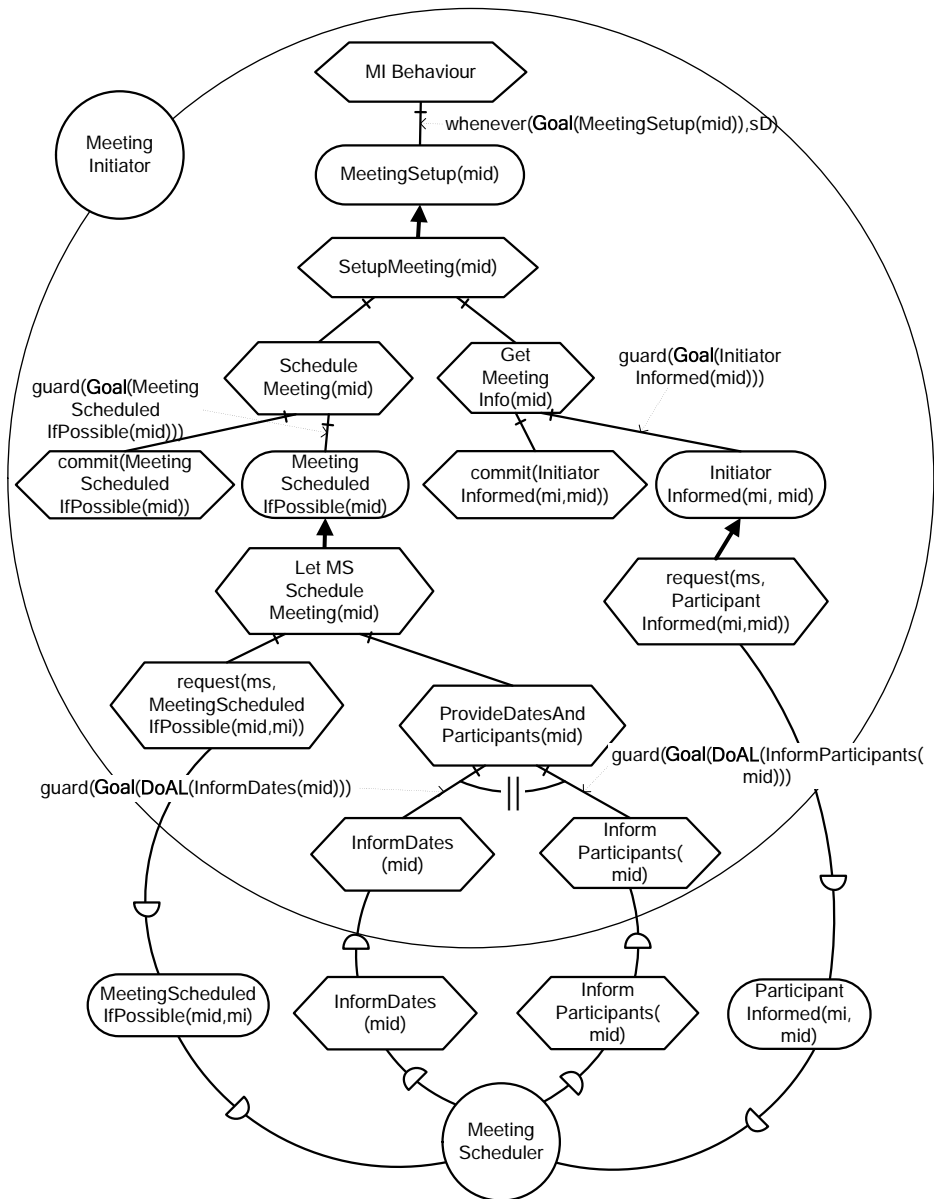 MI Behaviour
whenever(Goal(MeetingSetup(mid)),sD)
Meeting
Initiator
MeetingSetup(mid)
SetupMeeting(mid)
Schedule
Meeting(mid)
Get
Meeting
Info(mid)
guard(Goal(Initiator
Informed(mid)))
guard(Goal(Meeting
Scheduled
IfPossible(mid)))
commit(Meeting
Scheduled
IfPossible(mid))
Meeting
Scheduled
IfPossible(mid)
commit(Initiator
Informed(mi,mid))
Initiator
Informed(mi, mid)
Let MS
Schedule
Meeting(mid)
request(ms,
Participant
Informed(mi,mid))
request(ms,
MeetingScheduled
IfPossible(mid,mi))
ProvideDatesAnd
Participants(mid)
guard(Goal(DoAL(InformParticipants(
mid)))
guard(Goal(DoAL(InformDates(mid)))
||
InformDates
(mid)
Inform
Participants(
mid)
MeetingScheduled
IfPossible(mid,mi)
InformDates
(mid)
Inform
Participants(
mid)
Participant
Informed(mi,
mid)
Meeting
Scheduler